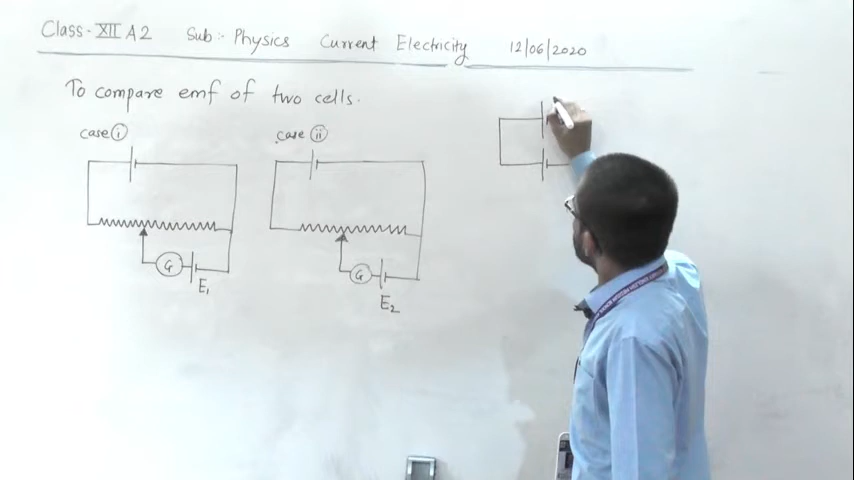 Class-XII A2 Sub:- Physics Current Electricity 12/06/2020
To compare emf of two cells.
case (i)
case (ii)
G
E1
G
E2